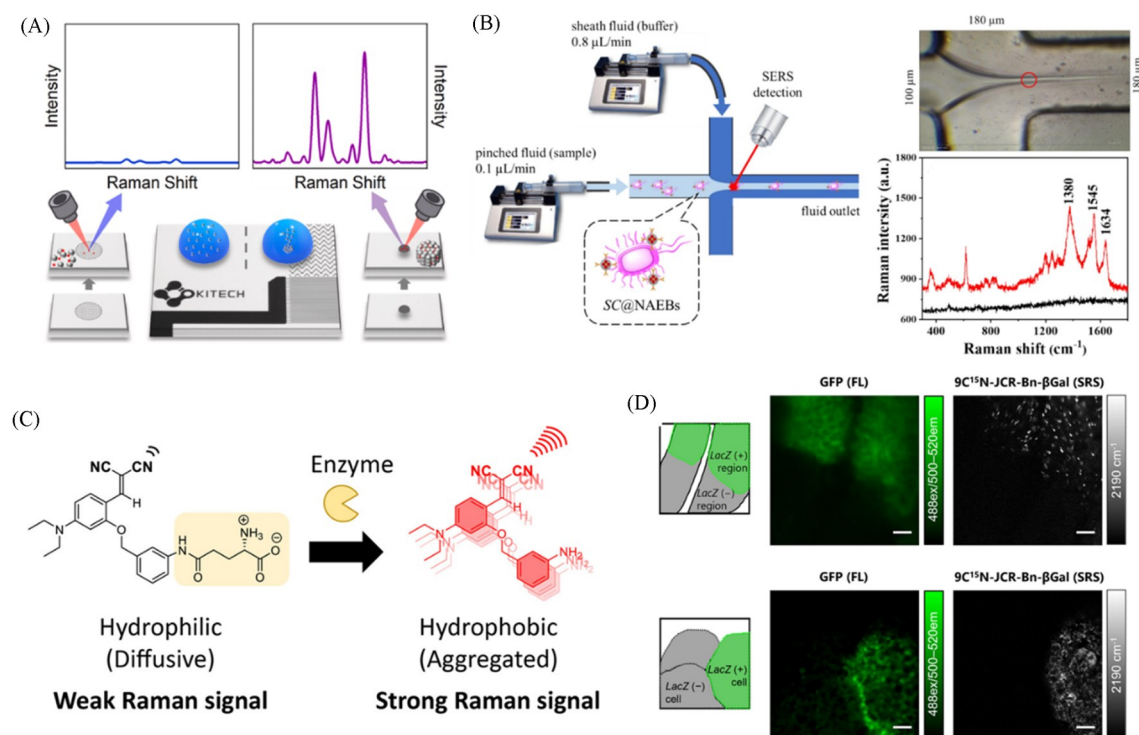 (A)
Intensity
Raman Shift
Intensity
Raman Shift
KITECH
(B)
sheath fluid (buffer)
0.8 µL/min
pinched fluid (sample)
0.1 µL/min
SERS
detection
fluid outlet
SC@NAEBs
180 µm
100 µm
180 µm
Raman intensity (a.u.)
1800
1500
1200
900
600
1380
1545
1634
400
800
1200
1600
Raman shift (cm-1)
(C)
CN
NC
H
N
O
N
H
O
NH3
+
O
⊖
O
Enzyme
NC
CN
H
N
O
NH2
Hydrophilic
(Diffusive)
Weak Raman signal
Hydrophobic
(Aggregated)
Strong Raman signal
(D)
GFP (FL)
9C15N-JCR-Bn-βGal (SRS)
LacZ (+)
region
LacZ (−)
region
488ex/500–520em
2190 cm-1
GFP (FL)
9C15N-JCR-Bn-βGal (SRS)
LacZ (+)
cell
LacZ (−)
cell
488ex/500–520em
2190 cm-1